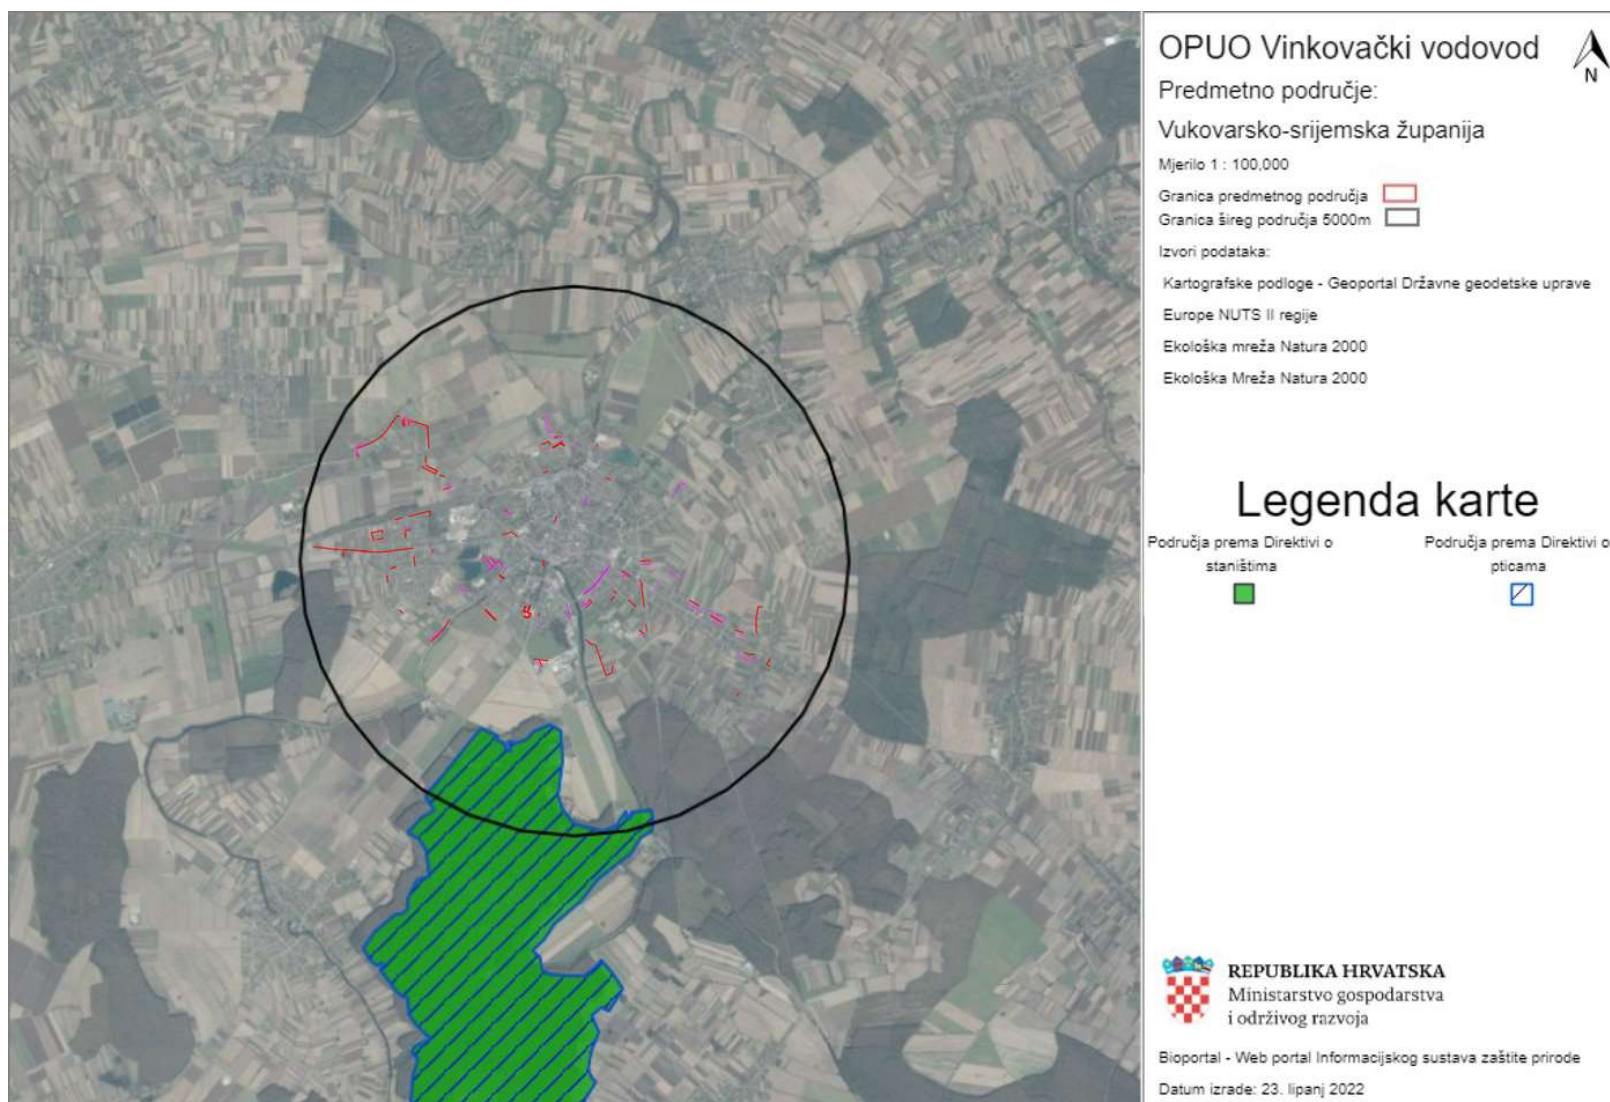 OPUO Vinkovački vodovod
N
Predmetno područje:
Vukovarsko-srijemska županija
Mjerilo 1 : 100,000
Granica predmetnog područja
Granica šireg područja 5000m
Izvori podataka:
Kartografske podloge - Geoportal Državne geodetske uprave
Europe NUTS II regije
Ekološka mreža Natura 2000
Ekološka Mreža Natura 2000
Legenda karte
Područja prema Direktivi o
staništima
Područja prema Direktivi o
pticama
REPUBLIKA HRVATSKA
Ministarstvo gospodarstva
i održivog razvoja
Bioportal - Web portal Informacijskog sustava zaštite prirode
Datum izrade: 23. lipanj 2022